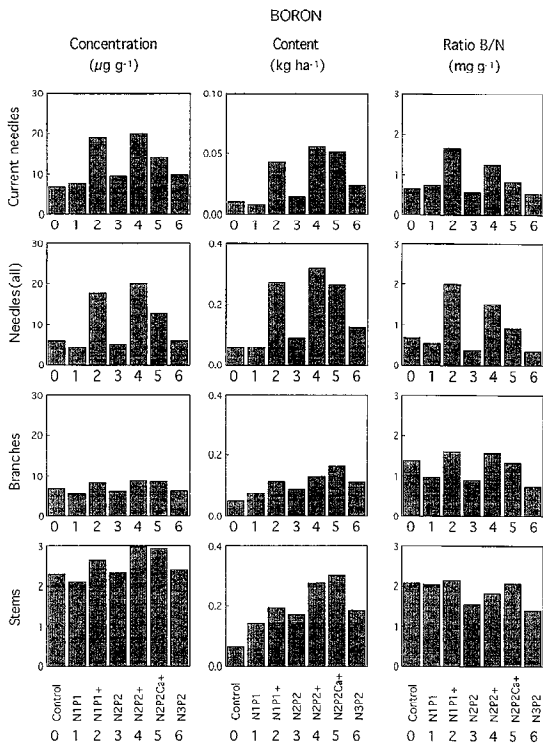 BORON
Concentration Content Ratio B/N
(µg g-1) (kg ha-1) (mg g-1)
Current needles
30 20 10 0
0.10 0.05 0.00
3 2 1 0
0 1 2 3 4 5 6 0 1 2 3 4 5 6 0 1 2 3 4 5 6
Needles(all)
30 20 10 0
0.4 0.2 0.0
3 2 1 0
0 1 2 3 4 5 6 0 1 2 3 4 5 6 0 1 2 3 4 5 6
Branches
30 20 10 0
0.4 0.2 0.0
3 2 1 0
0 1 2 3 4 5 6 0 1 2 3 4 5 6 0 1 2 3 4 5 6
Stems
3 2 1 0
0.4 0.2 0.0
3 2 1 0
Control N1P1 N1P1+ N2P2 N2P2+ N2P2Ca+ N3P2 Control N1P1 N1P1+ N2P2 N2P2+ N2P2Ca+ N3P2 Control N1P1 N1P1+ N2P2 N2P2+ N2P2Ca+ N3P2
0 1 2 3 4 5 6 0 1 2 3 4 5 6 0 1 2 3 4 5 6